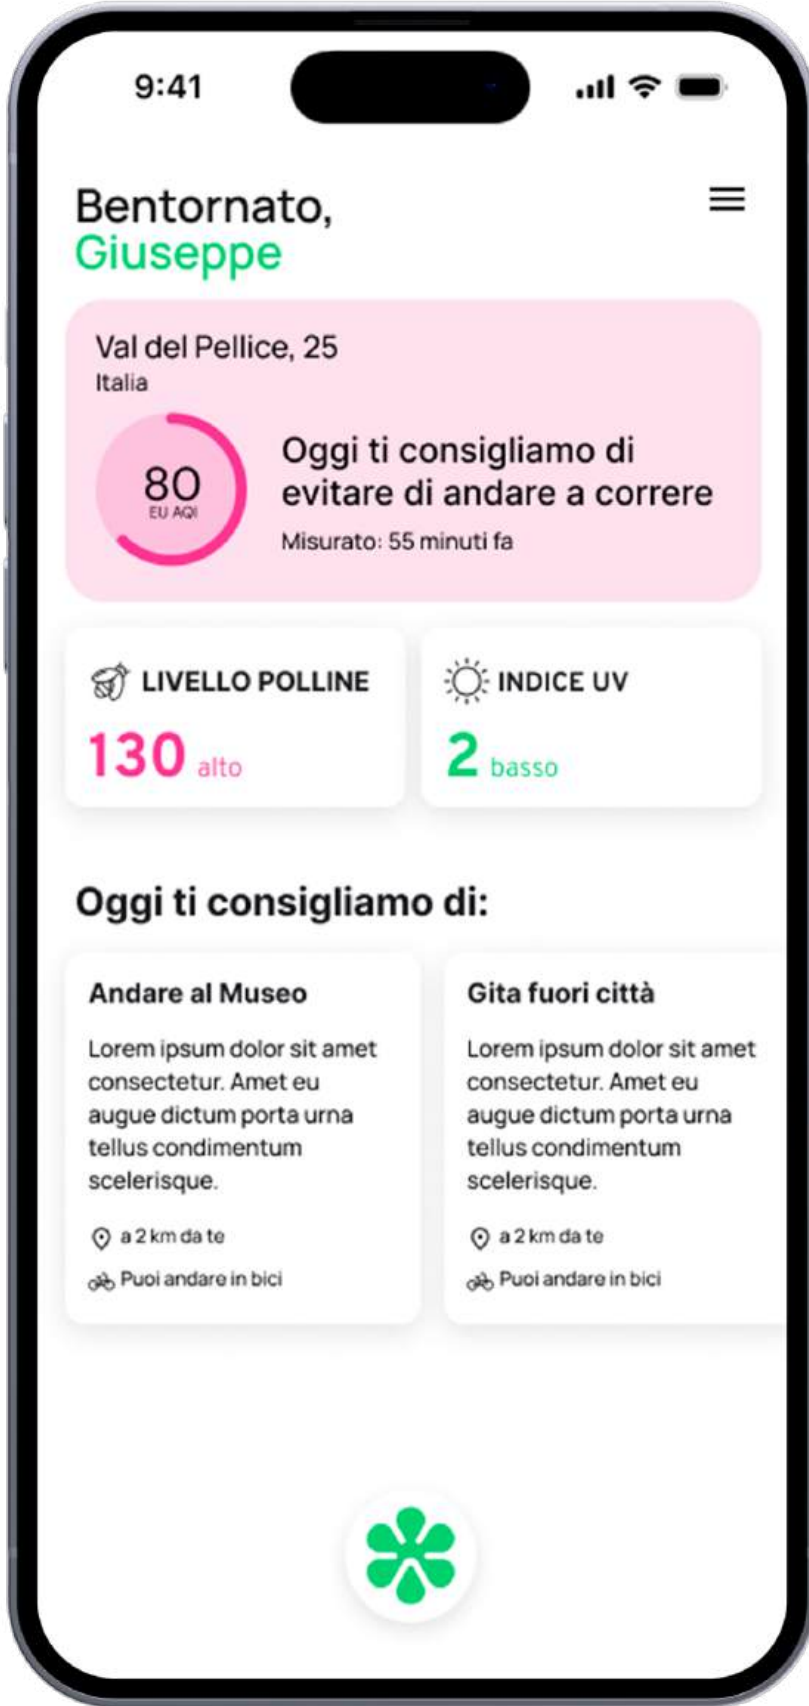 9:41
Bentornato,
Giuseppe
Val del Pellice, 25
Italia
80
EU AQI
Oggi ti consigliamo di
evitare di andare a correre
Misurato: 55 minuti fa
LIVELLO POLLINE
130 alto
INDICE UV
2 basso
Oggi ti consigliamo di:
Andare al Museo
Lorem ipsum dolor sit amet
consectetur. Amet eu
augue dictum porta urna
tellus condimentum
scelerisque.
a 2 km da te
Puoi andare in bici
Gita fuori città
Lorem ipsum dolor sit amet
consectetur. Amet eu
augue dictum porta urna
tellus condimentum
scelerisque.
a 2 km da te
Puoi andare in bici